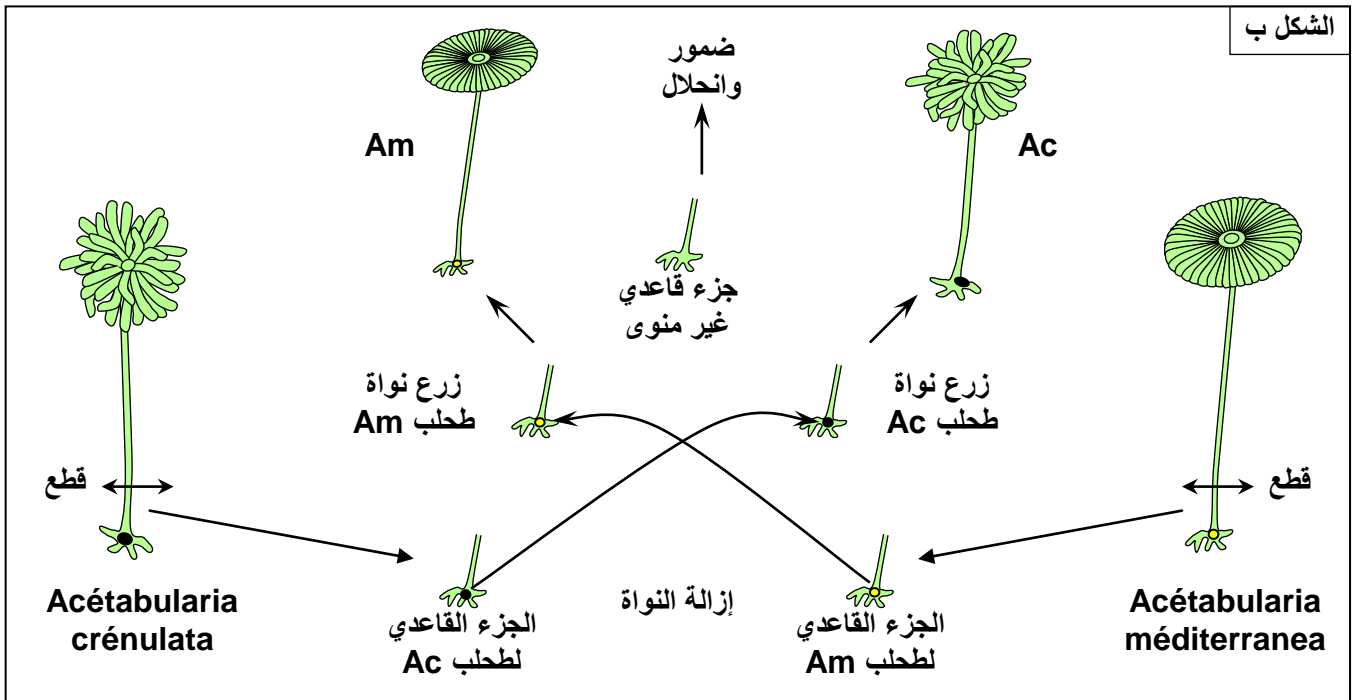 الشكل ب
ضمور
وانحلال
Am
Ac
جزء قاعدي
غير منوى
زرع نواة
طحلب Am
زرع نواة
طحلب Ac
قطع
قطع
إزالة النواة
Acétabularia
crénulata
الجزء القاعدي
لطحلب Ac
الجزء القاعدي
لطحلب Am
Acétabularia
méditerranea